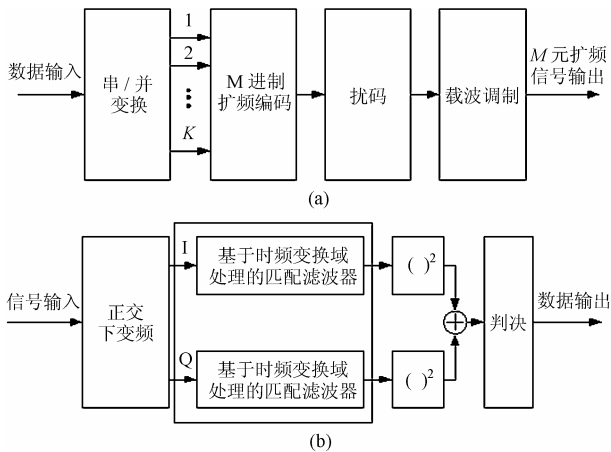 数据输入
串/并
变换
1
2
K
M进制
扩频编码
扰码
载波调制
M元扩频
信号输出
(a)
信号输入
正交
下变频
I
基于时频变换域
处理的匹配滤波器
( )²
Q
基于时频变换域
处理的匹配滤波器
( )²
判决
数据输出
(b)